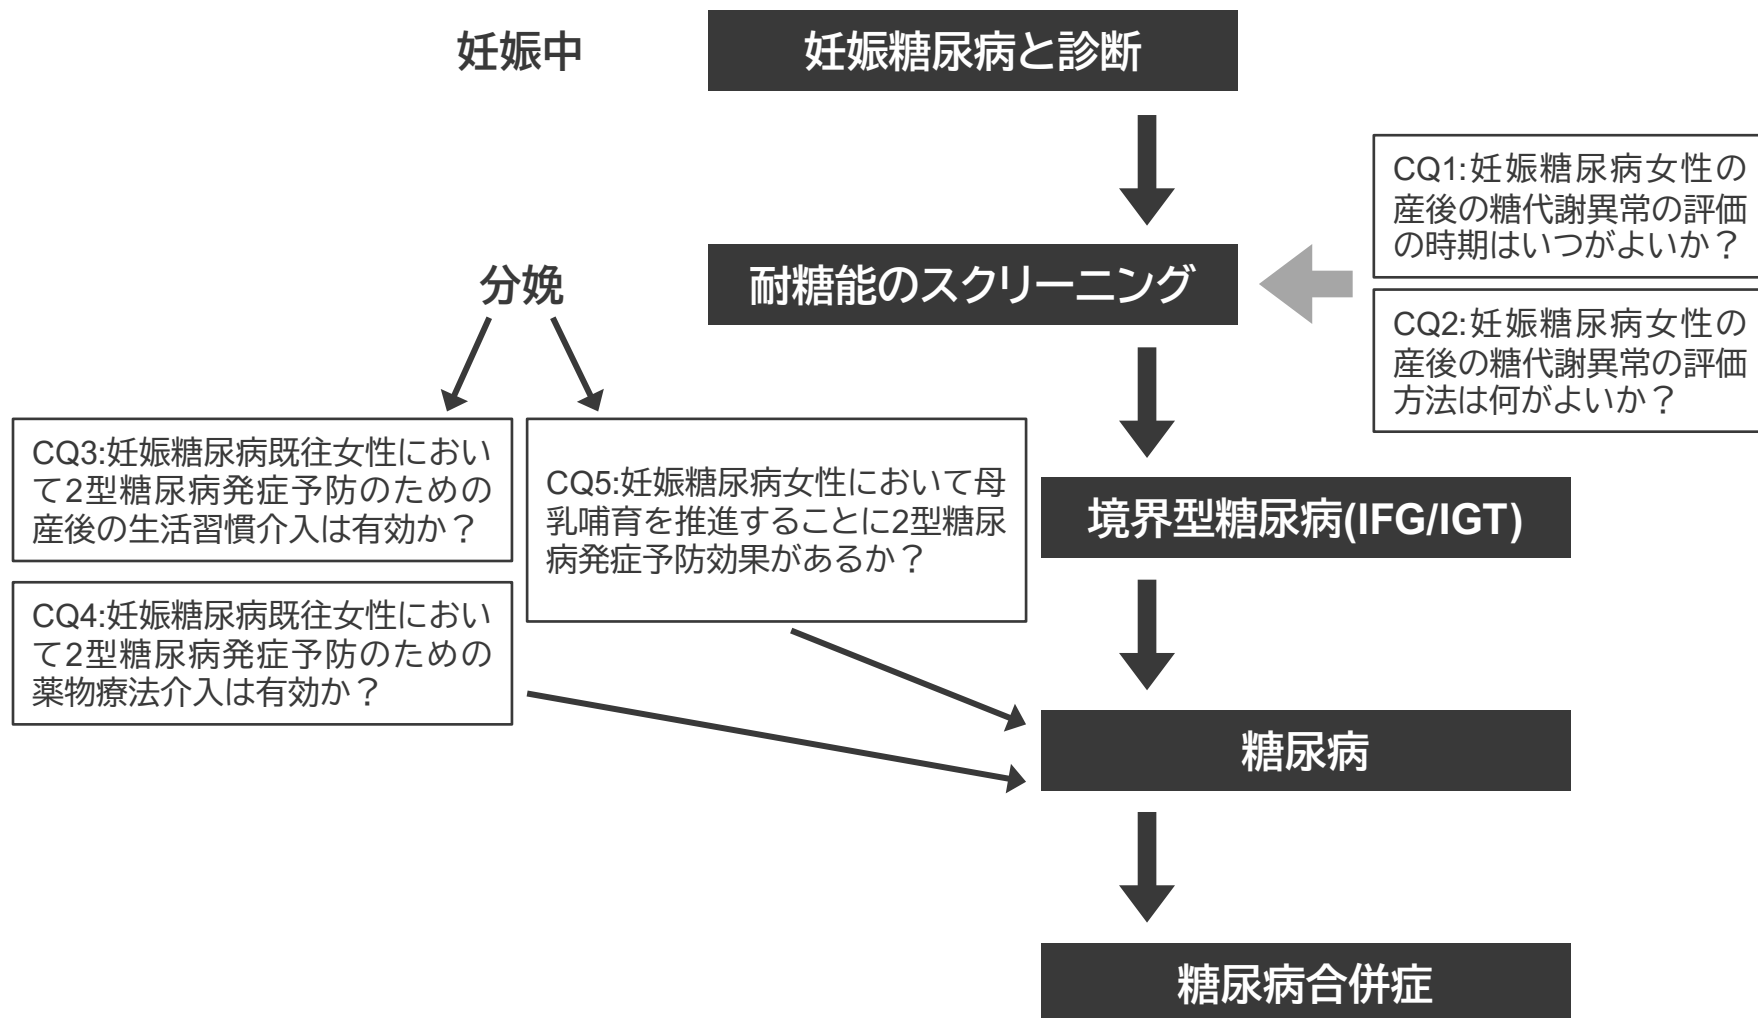 妊娠中
妊娠糖尿病と診断
CQ1:妊娠糖尿病女性の
産後の糖代謝異常の評価
の時期はいつがよいか？
分娩
耐糖能のスクリーニング
CQ2:妊娠糖尿病女性の
産後の糖代謝異常の評価
方法は何がよいか？
CQ3:妊娠糖尿病既往女性におい
て2型糖尿病発症予防のための
産後の生活習慣介入は有効か？
CQ5:妊娠糖尿病女性において母
乳哺育を推進することに2型糖尿
病発症予防効果があるか？
境界型糖尿病(IFG/IGT)
CQ4:妊娠糖尿病既往女性におい
て2型糖尿病発症予防のための
薬物療法介入は有効か？
糖尿病
糖尿病合併症